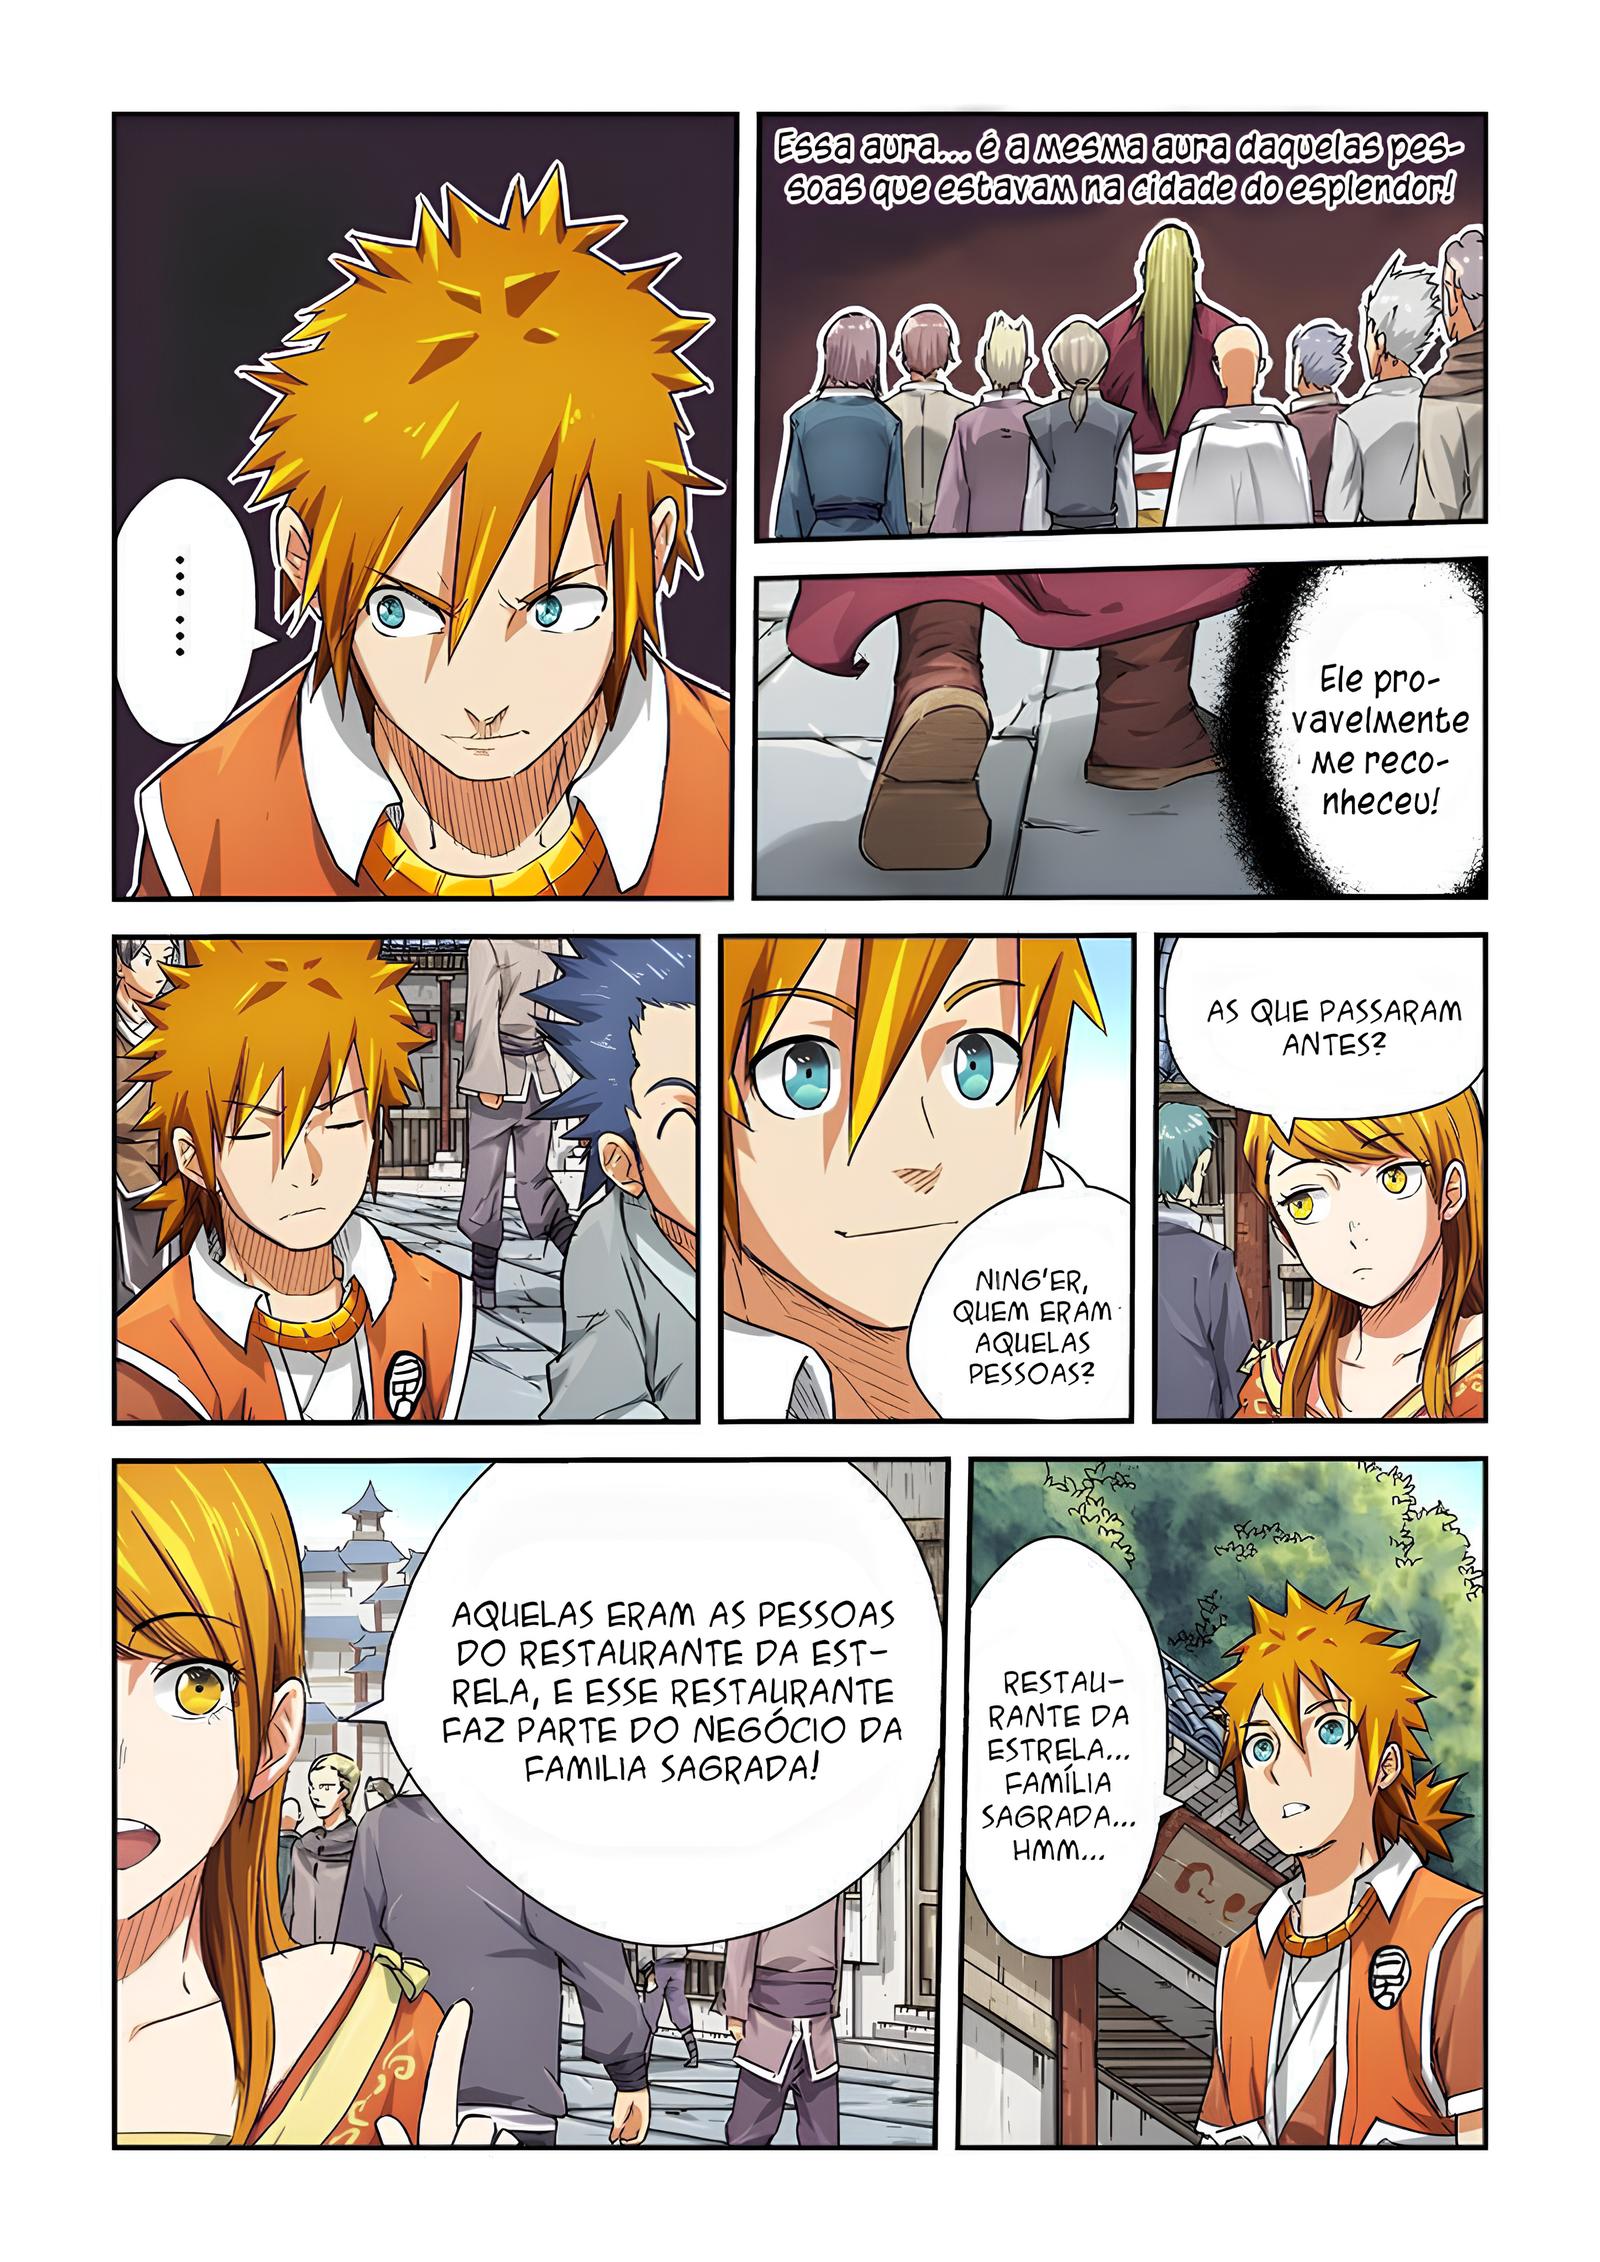 ......
Essa aura... é a mesma aura daquelas pes-
soas que estavam na cidade do esplendor!
Ele pro-
vavelmente
me reco-
nheceu!
NING'ER,
QUEM ERAM
AQUELAS
PESSOAS?
AS QUE PASSARAM
ANTES?
AQUELAS ERAM AS PESSOAS
DO RESTAURANTE DA EST-
RELA, E ESSE RESTAURANTE
FAZ PARTE DO NEGÓCIO DA
FAMILIA SAGRADA!
RESTAU-
RANTE DA
ESTRELA...
FAMÍLIA
SAGRADA...
HMM...